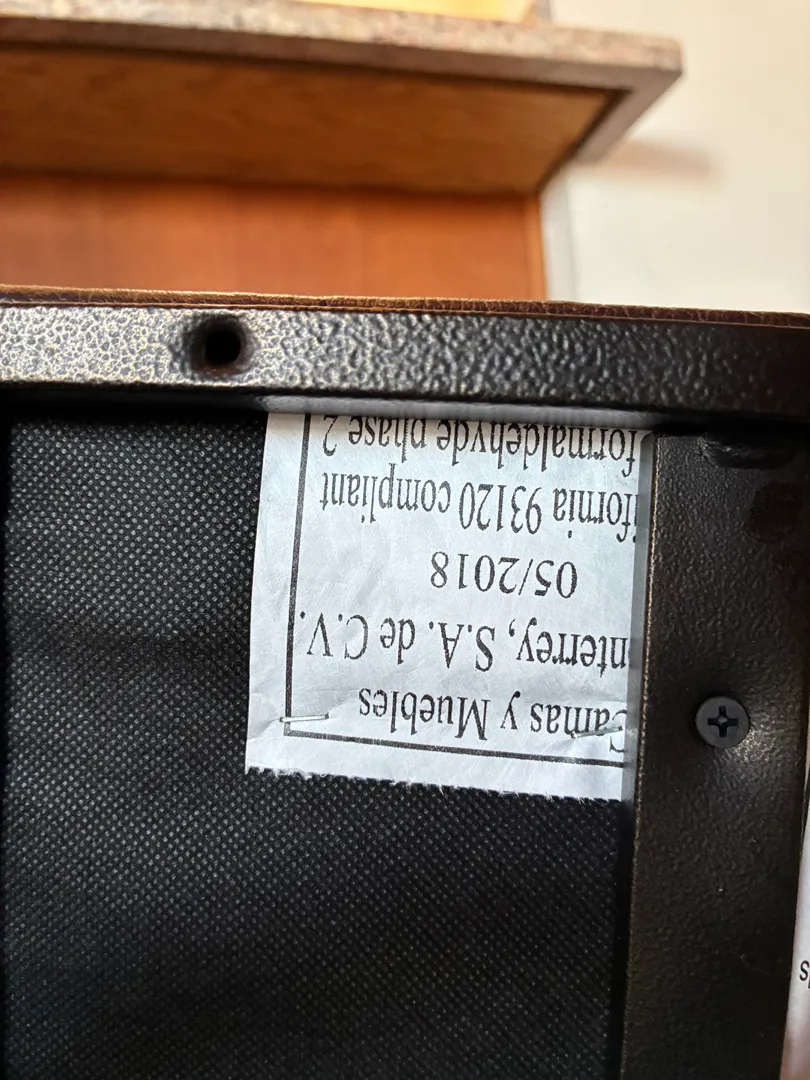 Camas y Muebles
nterrey, S.A. de C.V.
05/2018
ifornia 93120 compliant
formaldehyde phase 2